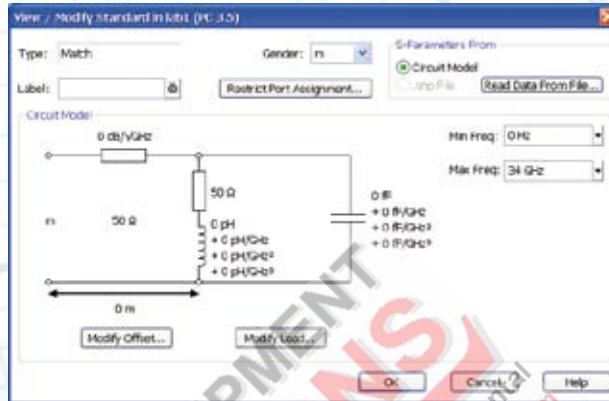 View / Modify Standard in lab1 (PC 3.5)
Type: Match
Gender: m
S-Parameters From
Circuit Model
.snp File
Read Data From File...
Label:
Restrict Port Assignment...
Circuit Model
0 dB/√GHz
Min Freq: 0 Hz
Max Freq: 34 GHz
m
50 Ω
50 Ω
0 pH
+ 0 pH/GHz
+ 0 pH/GHz²
+ 0 pH/GHz³
0 fF
+ 0 fF/GHz
+ 0 fF/GHz²
+ 0 fF/GHz³
0 m
Modify Offset...
Modify Load...
OK
Cancel
Help